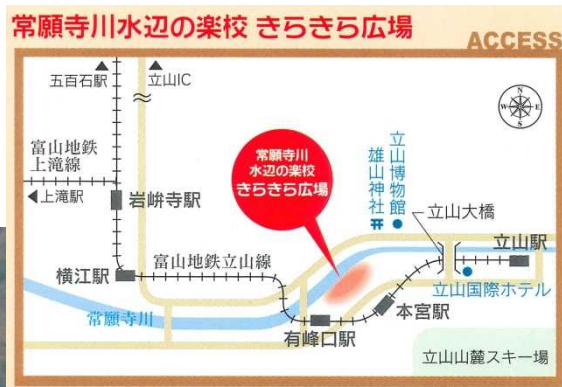 常願寺川水辺の楽校 きらきら広場
ACCESS
五百石駅
立山IC
N
W
E
S
富山地鉄
上滝線
上滝駅
岩峅寺駅
常願寺川
水辺の楽校
きらきら広場
立山博物館
雄山神社
立山大橋
立山駅
横江駅
富山地鉄立山線
立山国際ホテル
本宮駅
常願寺川
有峰口駅
立山山麓スキー場